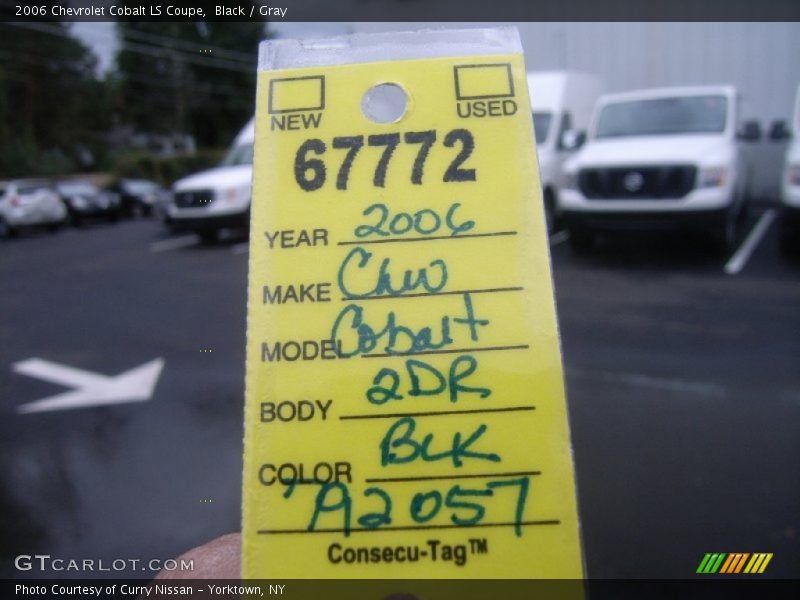 2006 Chevrolet Cobalt LS Coupe, Black / Gray
NEW USED
67772
YEAR 2006
MAKE Chev
MODEL Cobalt
BODY 2DR
COLOR BLK
792057
Consecu-Tag™
GTCARLOT.COM
Photo Courtesy of Curry Nissan - Yorktown, NY